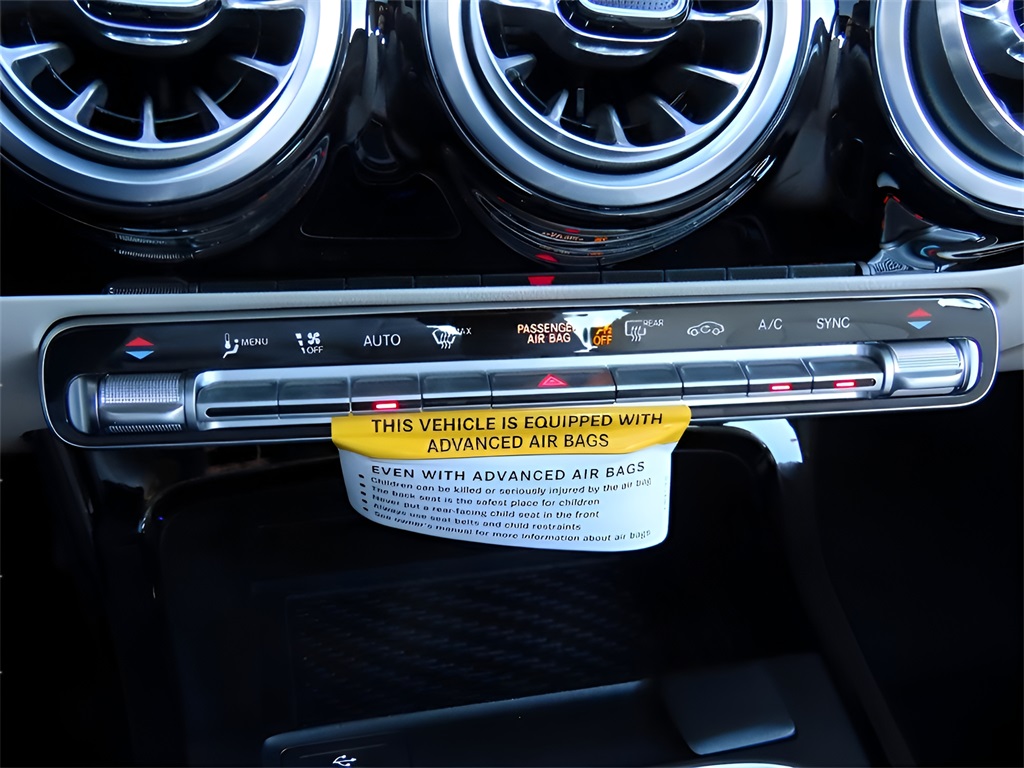 MENU
1 OFF
AUTO
MAX
PASSENGER
AIR BAG
OFF
REAR
A/C
SYNC
THIS VEHICLE IS EQUIPPED WITH
ADVANCED AIR BAGS
EVEN WITH ADVANCED AIR BAGS
• Children can be killed or seriously injured by the air bag
• The back seat is the safest place for children
• Never put a rear-facing child seat in the front
• Always use seat belts and child restraints
• See owner's manual for more information about air bags